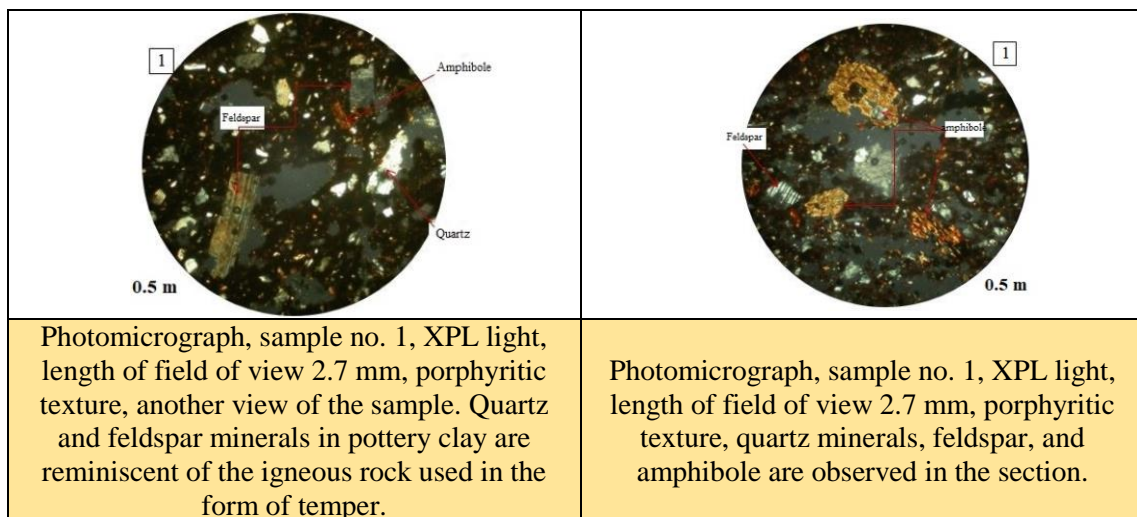 1
Amphibole
Feldspar
Quartz
0.5 m
1
Feldspar
amphibole
0.5 m
Photomicrograph, sample no. 1, XPL light,
length of field of view 2.7 mm, porphyritic
texture, another view of the sample. Quartz
and feldspar minerals in pottery clay are
reminiscent of the igneous rock used in the
form of temper.
Photomicrograph, sample no. 1, XPL light,
length of field of view 2.7 mm, porphyritic
texture, quartz minerals, feldspar, and
amphibole are observed in the section.